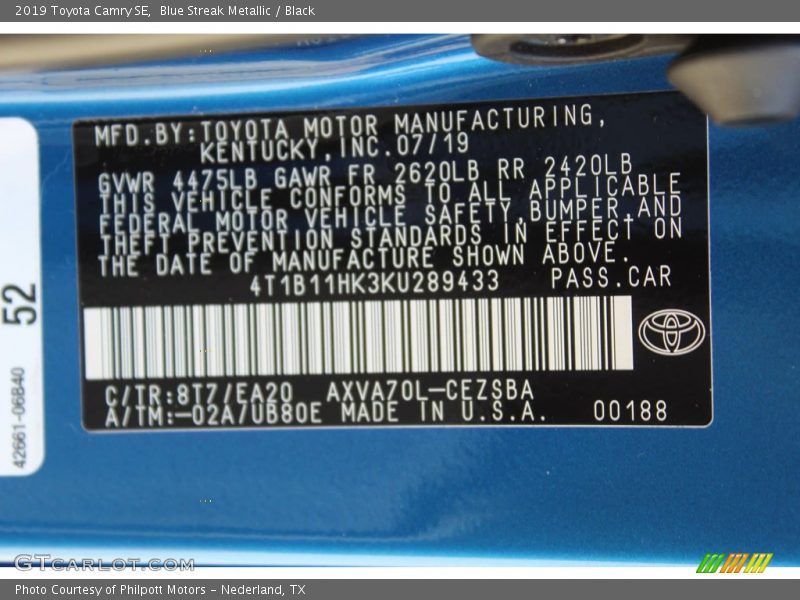 2019 Toyota Camry SE, Blue Streak Metallic / Black
MFD.BY:TOYOTA MOTOR MANUFACTURING,
KENTUCKY,INC.07/19
GVWR 4475LB GAWR FR 2620LB RR 2420LB
THIS VEHICLE CONFORMS TO ALL APPLICABLE
FEDERAL MOTOR VEHICLE SAFETY,BUMPER,AND
THEFT PREVENTION STANDARDS IN EFFECT ON
THE DATE OF MANUFACTURE SHOWN ABOVE.
4T1B11HK3KU289433 PASS.CAR
C/TR:8T7/EA20 AXVA70L-CEZSBA
A/TM:-02A/UB80E MADE IN U.S.A. 00188
52
42661-06840
GTCARLOT.COM
Photo Courtesy of Philpott Motors - Nederland, TX